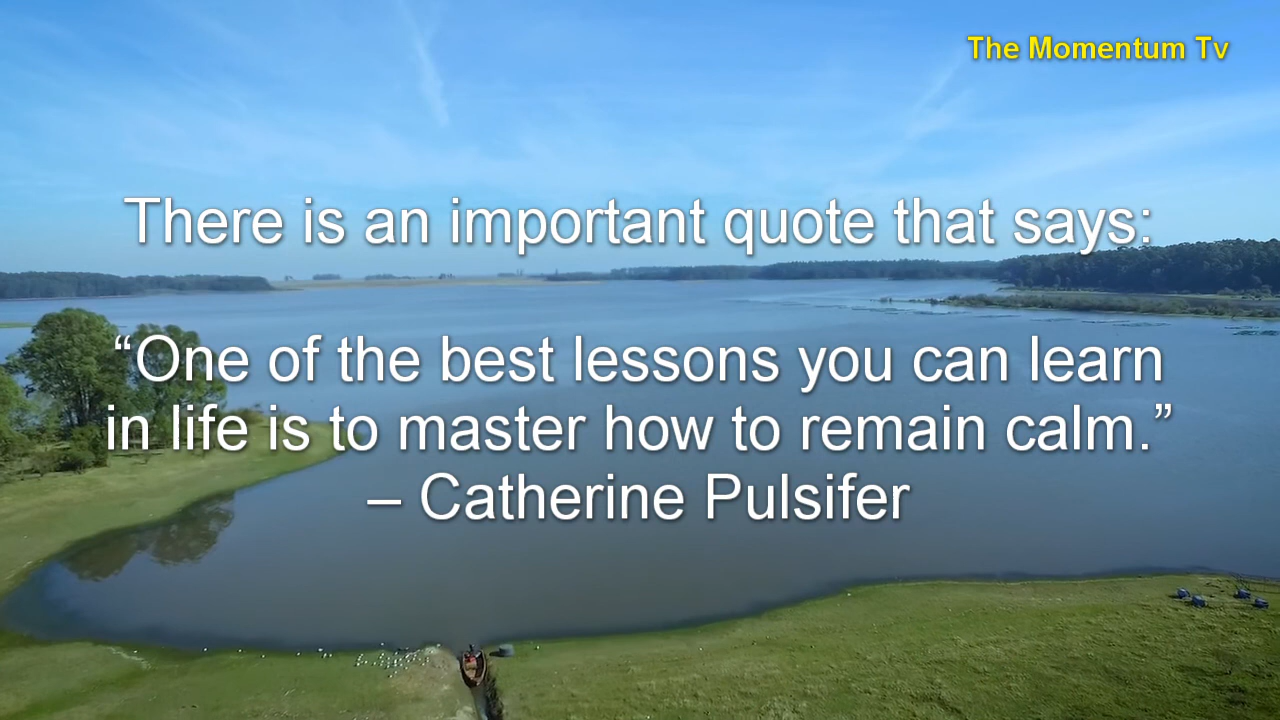 The Momentum Tv
There is an important quote that says:
“One of the best lessons you can learn
in life is to master how to remain calm.”
– Catherine Pulsifer